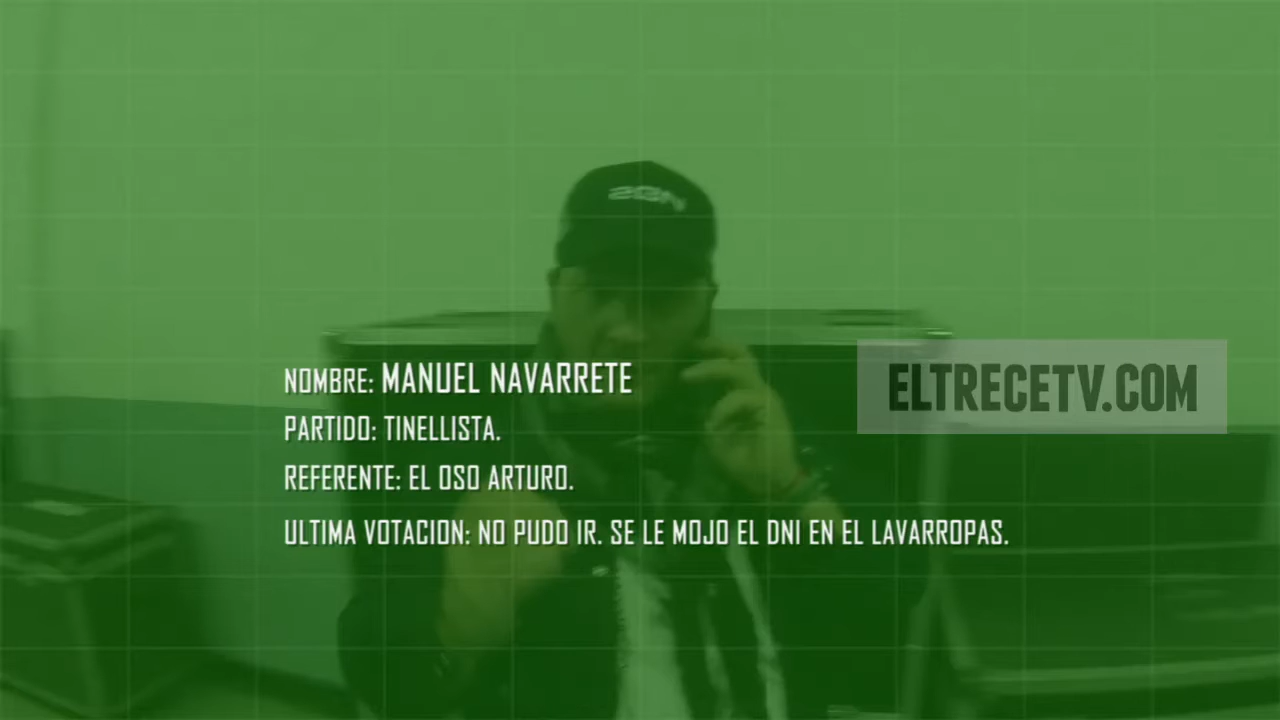 NOMBRE: MANUEL NAVARRETE
PARTIDO: TINELLISTA.
ELTRECETV.COM
REFERENTE: EL OSO ARTURO.
ULTIMA VOTACION: NO PUDO IR. SE LE MOJO EL DNI EN EL LAVARROPAS.